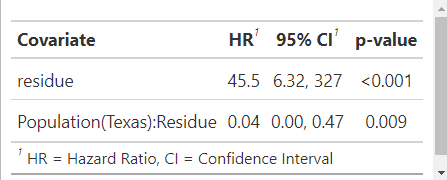 Covariate HR¹ 95% CI¹ p-value
residue 45.5 6.32, 327 <0.001
Population(Texas):Residue 0.04 0.00, 0.47 0.009
¹ HR = Hazard Ratio, CI = Confidence Interval